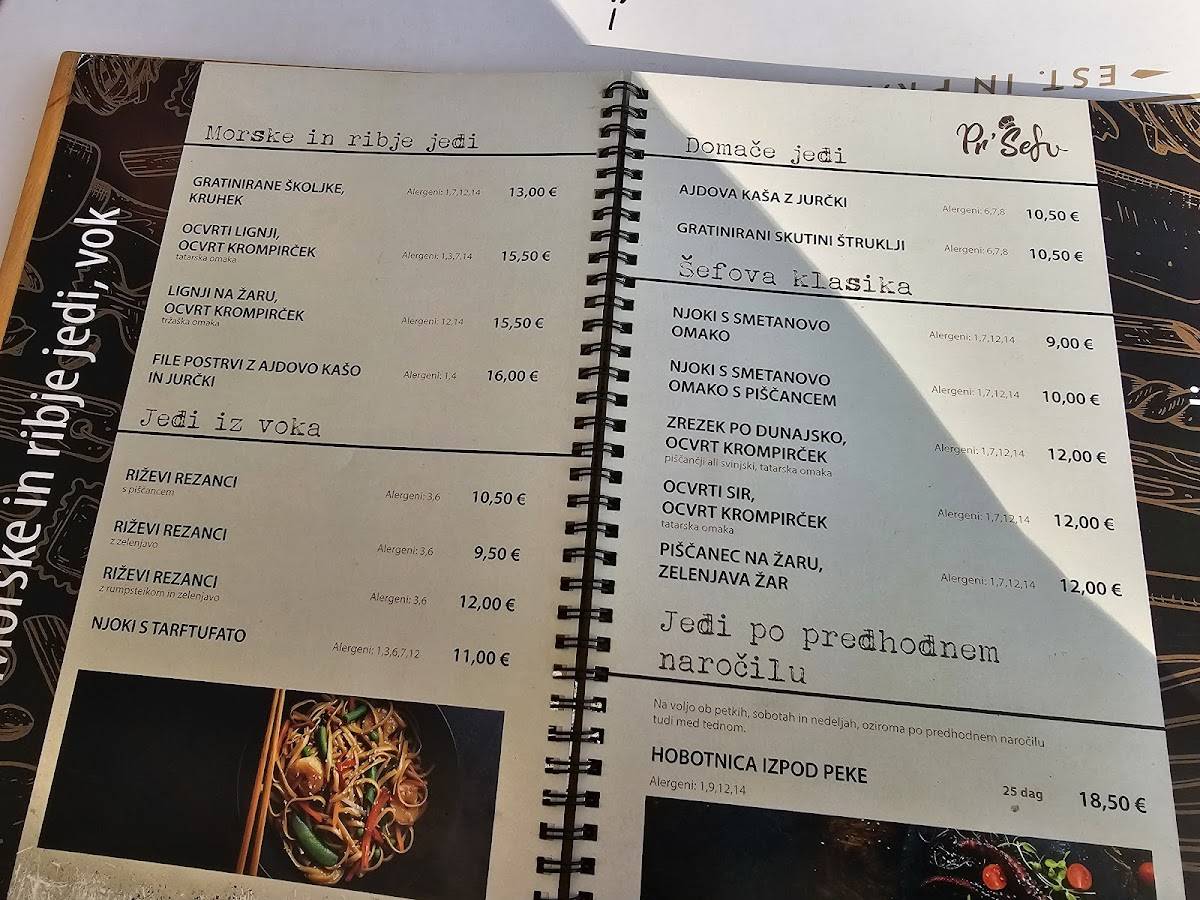 EST. IN PR
Morske in ribje jedi, vok
Morske in ribje jedi
GRATINIRANE ŠKOLJKE,
KRUHEK
Alergeni: 1,7,12,14 13,00 €
OCVRTI LIGNJI,
OCVRT KROMPIRČEK
tatarska omaka
Alergeni: 1,3,7,14 15,50 €
LIGNJI NA ŽARU,
OCVRT KROMPIRČEK
tržaška omaka
Alergeni: 12,14 15,50 €
FILE POSTRVI Z AJDOVO KAŠO
IN JURČKI
Alergeni: 1,4 16,00 €
Jedi iz voka
RIŽEVI REZANCI
s piščancem
Alergeni: 3,6 10,50 €
RIŽEVI REZANCI
z zelenjavo
Alergeni: 3,6 9,50 €
RIŽEVI REZANCI
z rumpsteikom in zelenjavo
Alergeni: 3,6 12,00 €
NJOKI S TARFTUFATO
Alergeni: 1,3,6,7,12 11,00 €
Pr'Šefu
Domače jedi
AJDOVA KAŠA Z JURČKI
Alergeni: 6,7,8 10,50 €
GRATINIRANI SKUTINI ŠTRUKLJI
Alergeni: 6,7,8 10,50 €
Šefova klasika
NJOKI S SMETANOVO
OMAKO
Alergeni: 1,7,12,14 9,00 €
NJOKI S SMETANOVO
OMAKO S PIŠČANCEM
Alergeni: 1,7,12,14 10,00 €
ZREZEK PO DUNAJSKO,
OCVRT KROMPIRČEK
piščančji ali svinjski, tatarska omaka
Alergeni: 1,7,12,14 12,00 €
OCVRTI SIR,
OCVRT KROMPIRČEK
tatarska omaka
Alergeni: 1,7,12,14 12,00 €
PIŠČANEC NA ŽARU,
ZELENJAVA ŽAR
Alergeni: 1,7,12,14 12,00 €
Jedi po predhodnem
naročilu
Na voljo ob petkih, sobotah in nedeljah, oziroma po predhodnem naročilu
tudi med tednom.
HOBOTNICA IZPOD PEKE
Alergeni: 1,9,12,14
25 dag 18,50 €